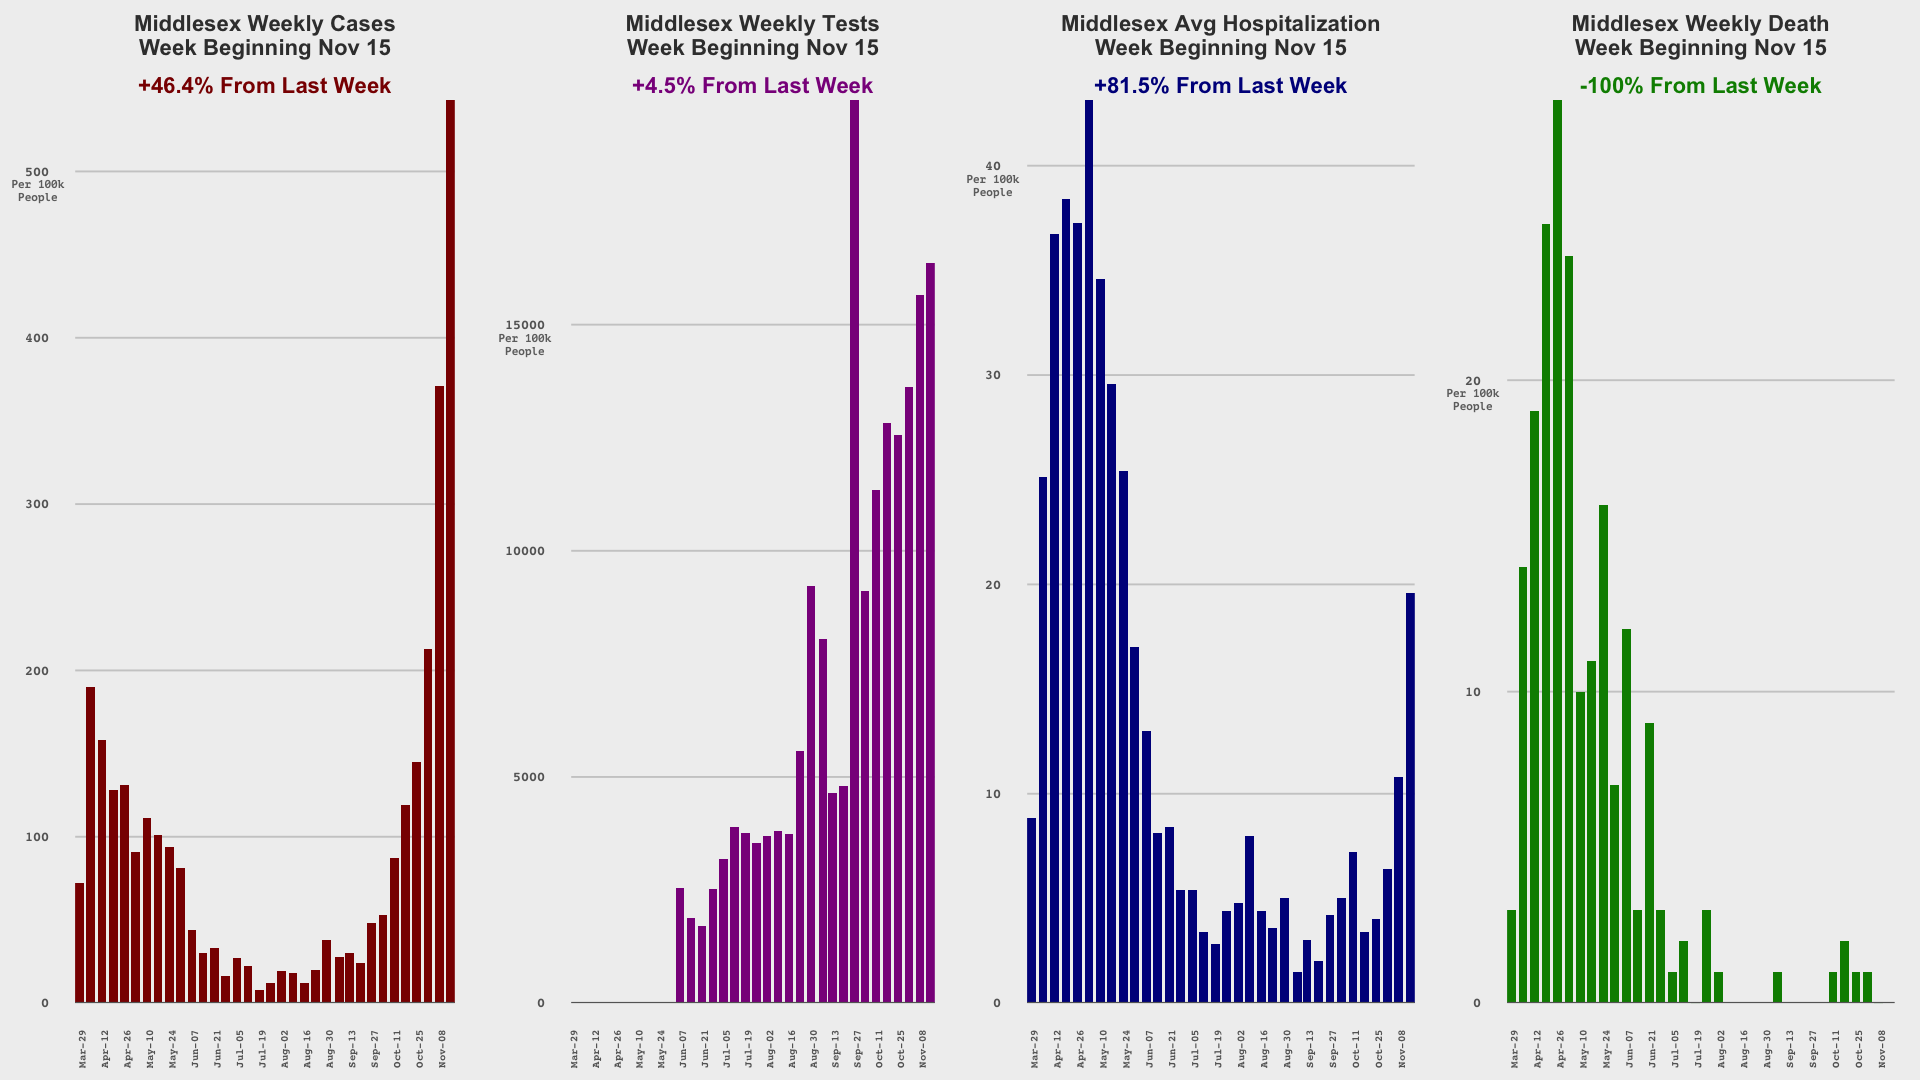 Middlesex Weekly Cases
Week Beginning Nov 15
+46.4% From Last Week
500
Per 100k
People
400
300
200
100
0
Mar-29
Apr-12
Apr-26
May-10
May-24
Jun-07
Jun-21
Jul-05
Jul-19
Aug-02
Aug-16
Aug-30
Sep-13
Sep-27
Oct-11
Oct-25
Nov-08
Middlesex Weekly Tests
Week Beginning Nov 15
+4.5% From Last Week
15000
Per 100k
People
10000
5000
0
Mar-29
Apr-12
Apr-26
May-10
May-24
Jun-07
Jun-21
Jul-05
Jul-19
Aug-02
Aug-16
Aug-30
Sep-13
Sep-27
Oct-11
Oct-25
Nov-08
Middlesex Avg Hospitalization
Week Beginning Nov 15
+81.5% From Last Week
40
Per 100k
People
30
20
10
0
Mar-29
Apr-12
Apr-26
May-10
May-24
Jun-07
Jun-21
Jul-05
Jul-19
Aug-02
Aug-16
Aug-30
Sep-13
Sep-27
Oct-11
Oct-25
Nov-08
Middlesex Weekly Death
Week Beginning Nov 15
-100% From Last Week
20
Per 100k
People
10
0
Mar-29
Apr-12
Apr-26
May-10
May-24
Jun-07
Jun-21
Jul-05
Jul-19
Aug-02
Aug-16
Aug-30
Sep-13
Sep-27
Oct-11
Oct-25
Nov-08